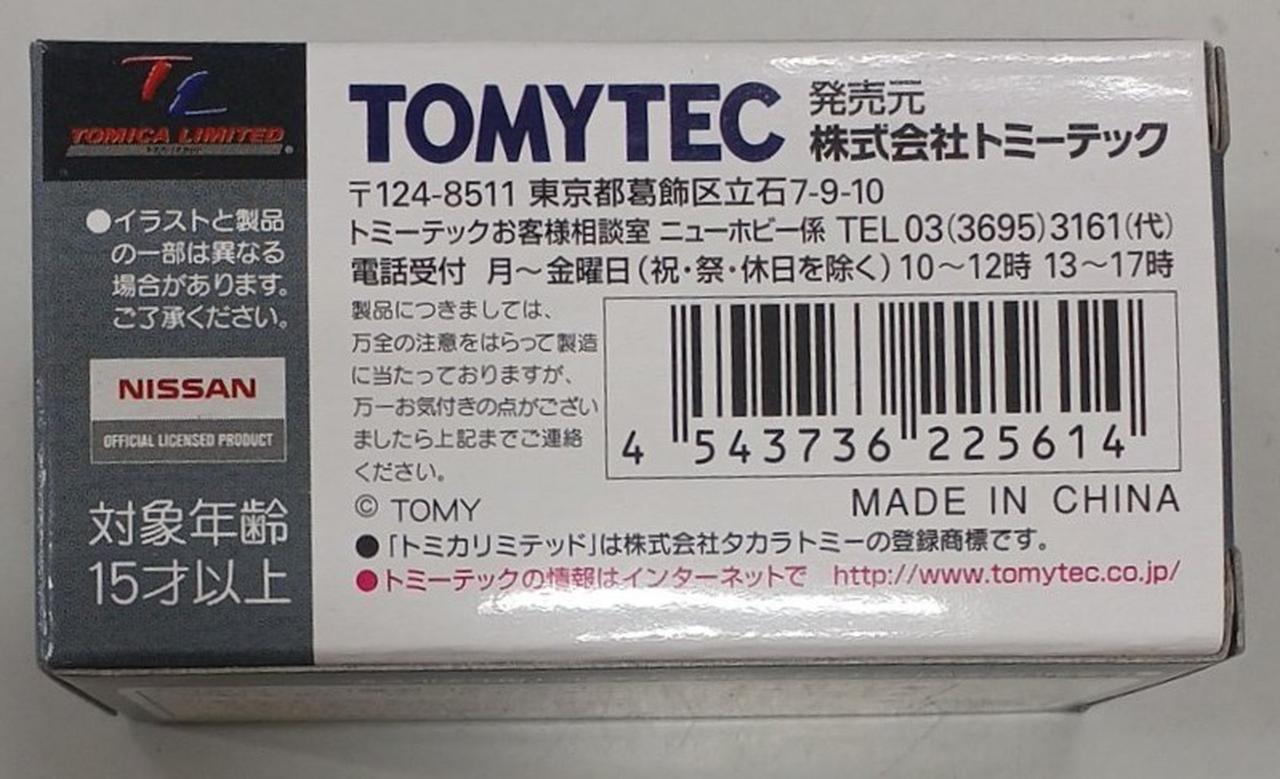 TL
TOMICA LIMITED
●イラストと製品
の一部は異なる
場合があります。
ご了承ください。
NISSAN
OFFICIAL LICENSED PRODUCT
対象年齢
15才以上
TOMYTEC 発売元
株式会社トミーテック
〒124-8511 東京都葛飾区立石7-9-10
トミーテックお客様相談室 ニューホビー係 TEL 03(3695)3161(代)
電話受付 月～金曜日(祝・祭・休日を除く)10～12時 13～17時
製品につきましては、
万全の注意をはらって製造
に当たっておりますが、
万一お気付きの点がござい
ましたら上記までご連絡
ください。
4 543736 225614
© TOMY
MADE IN CHINA
●「トミカリミテッド」は株式会社タカラトミーの登録商標です。
●トミーテックの情報はインターネットで http://www.tomytec.co.jp/